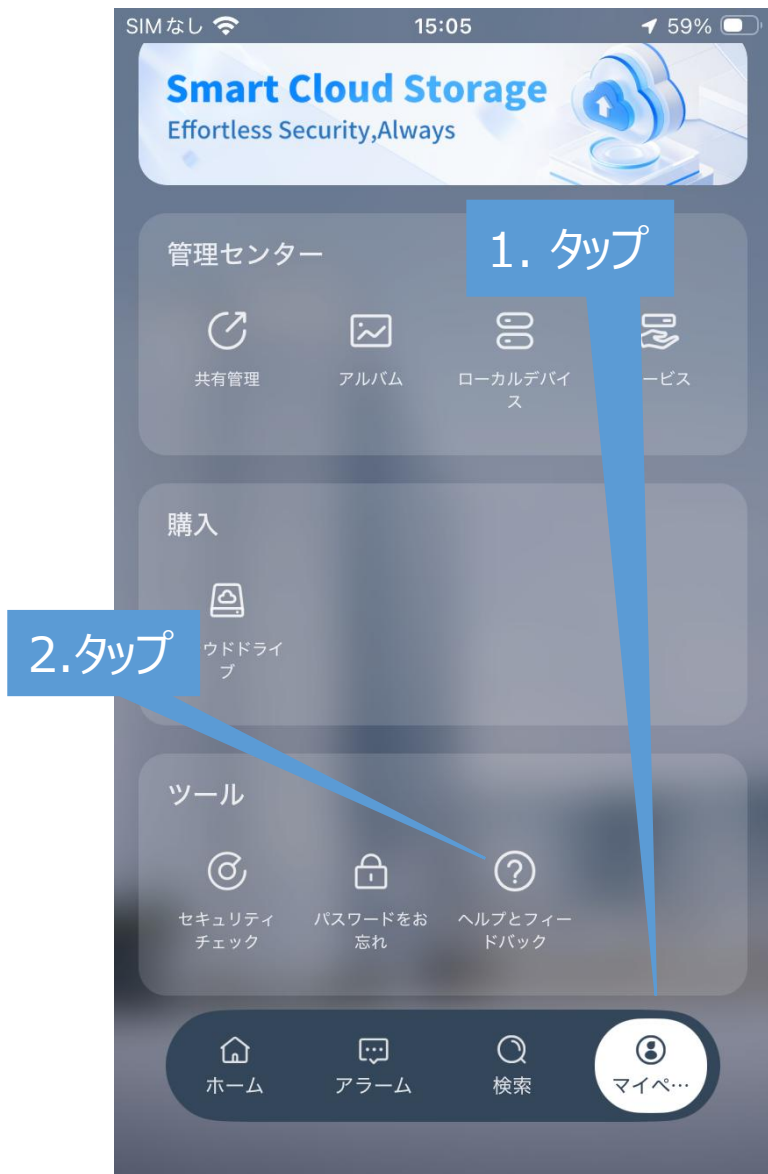 SIMなし 15:05 59%
Smart Cloud Storage
Effortless Security,Always
管理センター
1. タップ
共有管理 アルバム ローカルデバイ ービス
ス
購入
2.タップ
ウドドライ
ブ
ツール
セキュリティ パスワードをお ヘルプとフィー
チェック 忘れ ドバック
ホーム アラーム 検索 マイペ…